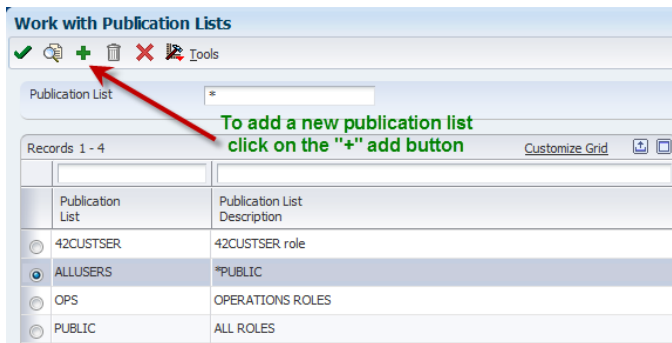 Work with Publication Lists
Tools
Publication List *
To add a new publication list
click on the "+" add button
Records 1 - 4 Customize Grid
Publication List Publication List Description
42CUSTSER 42CUSTSER role
ALLUSERS *PUBLIC
OPS OPERATIONS ROLES
PUBLIC ALL ROLES